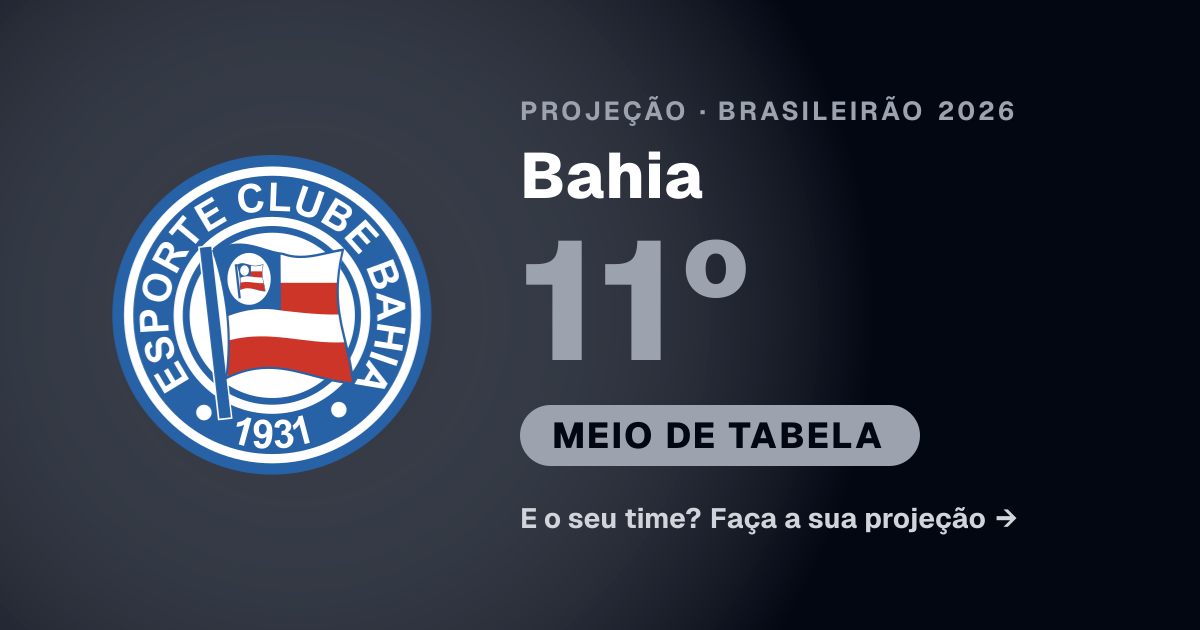 ESPORTE CLUBE BAHIA
1931
PROJEÇÃO · BRASILEIRÃO 2026
Bahia
11º
MEIO DE TABELA
E o seu time? Faça a sua projeção →